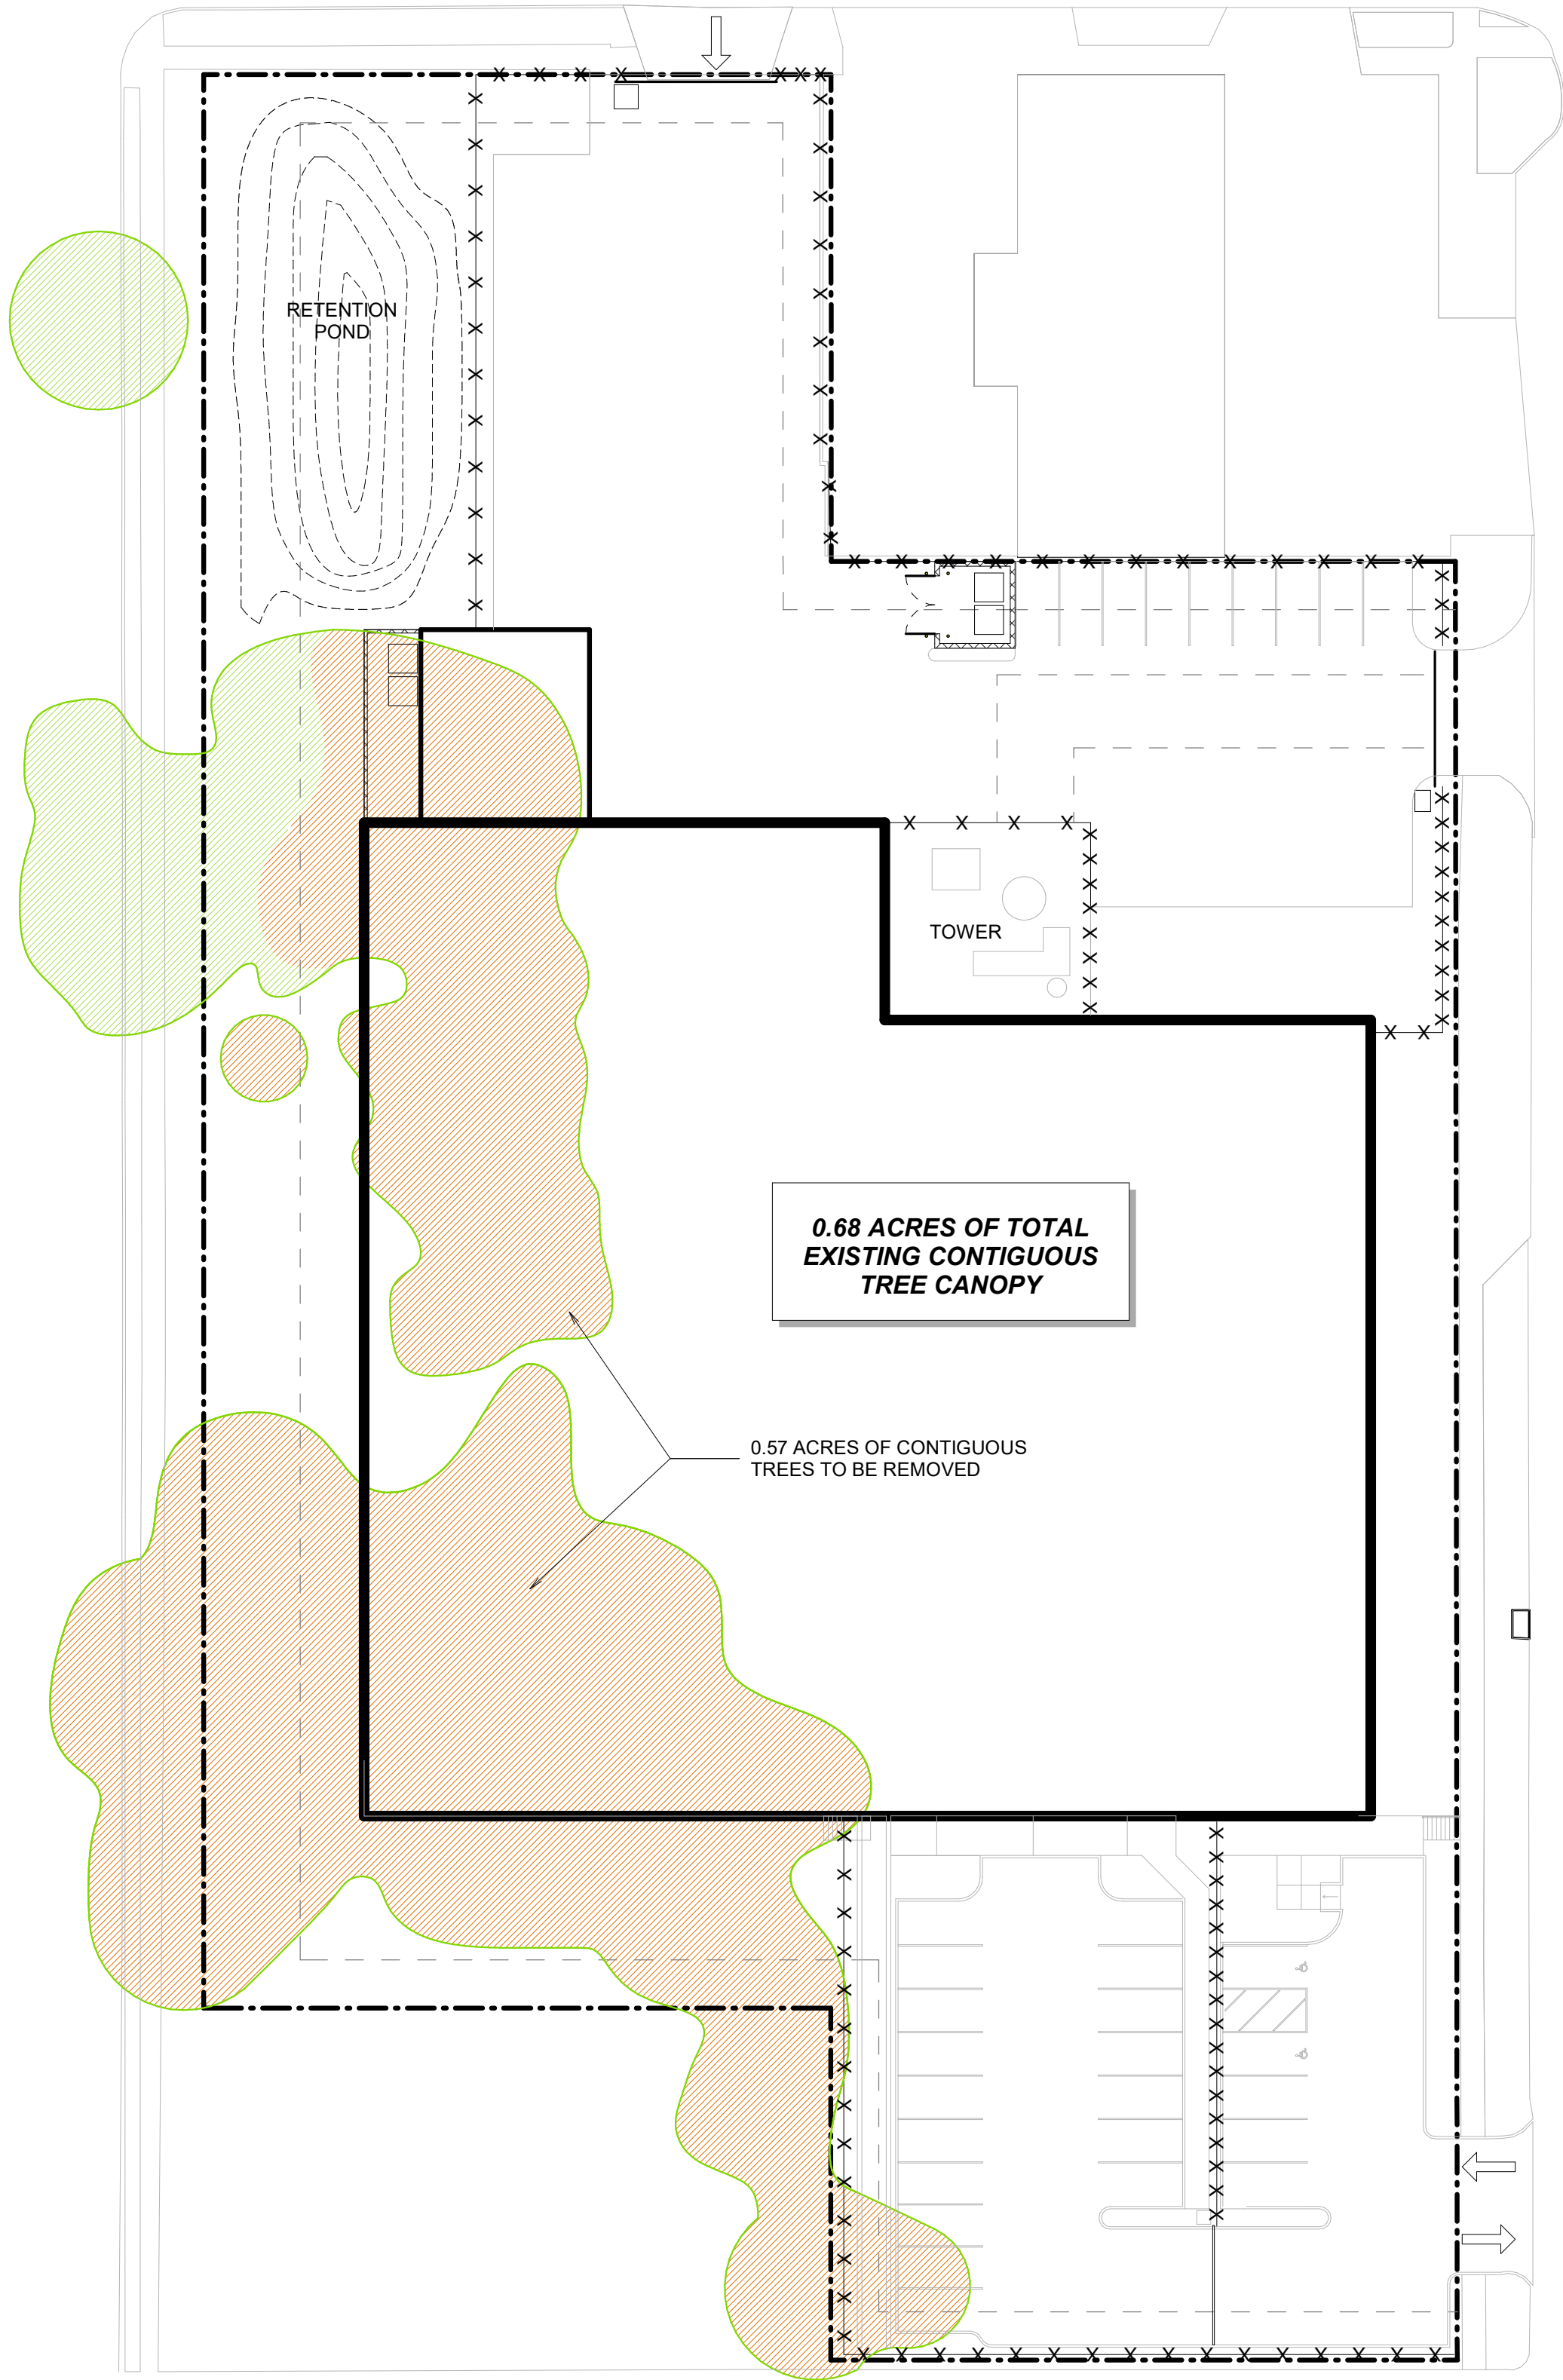 RETENTION
POND
TOWER
0.68 ACRES OF TOTAL
EXISTING CONTIGUOUS
TREE CANOPY
0.57 ACRES OF CONTIGUOUS
TREES TO BE REMOVED